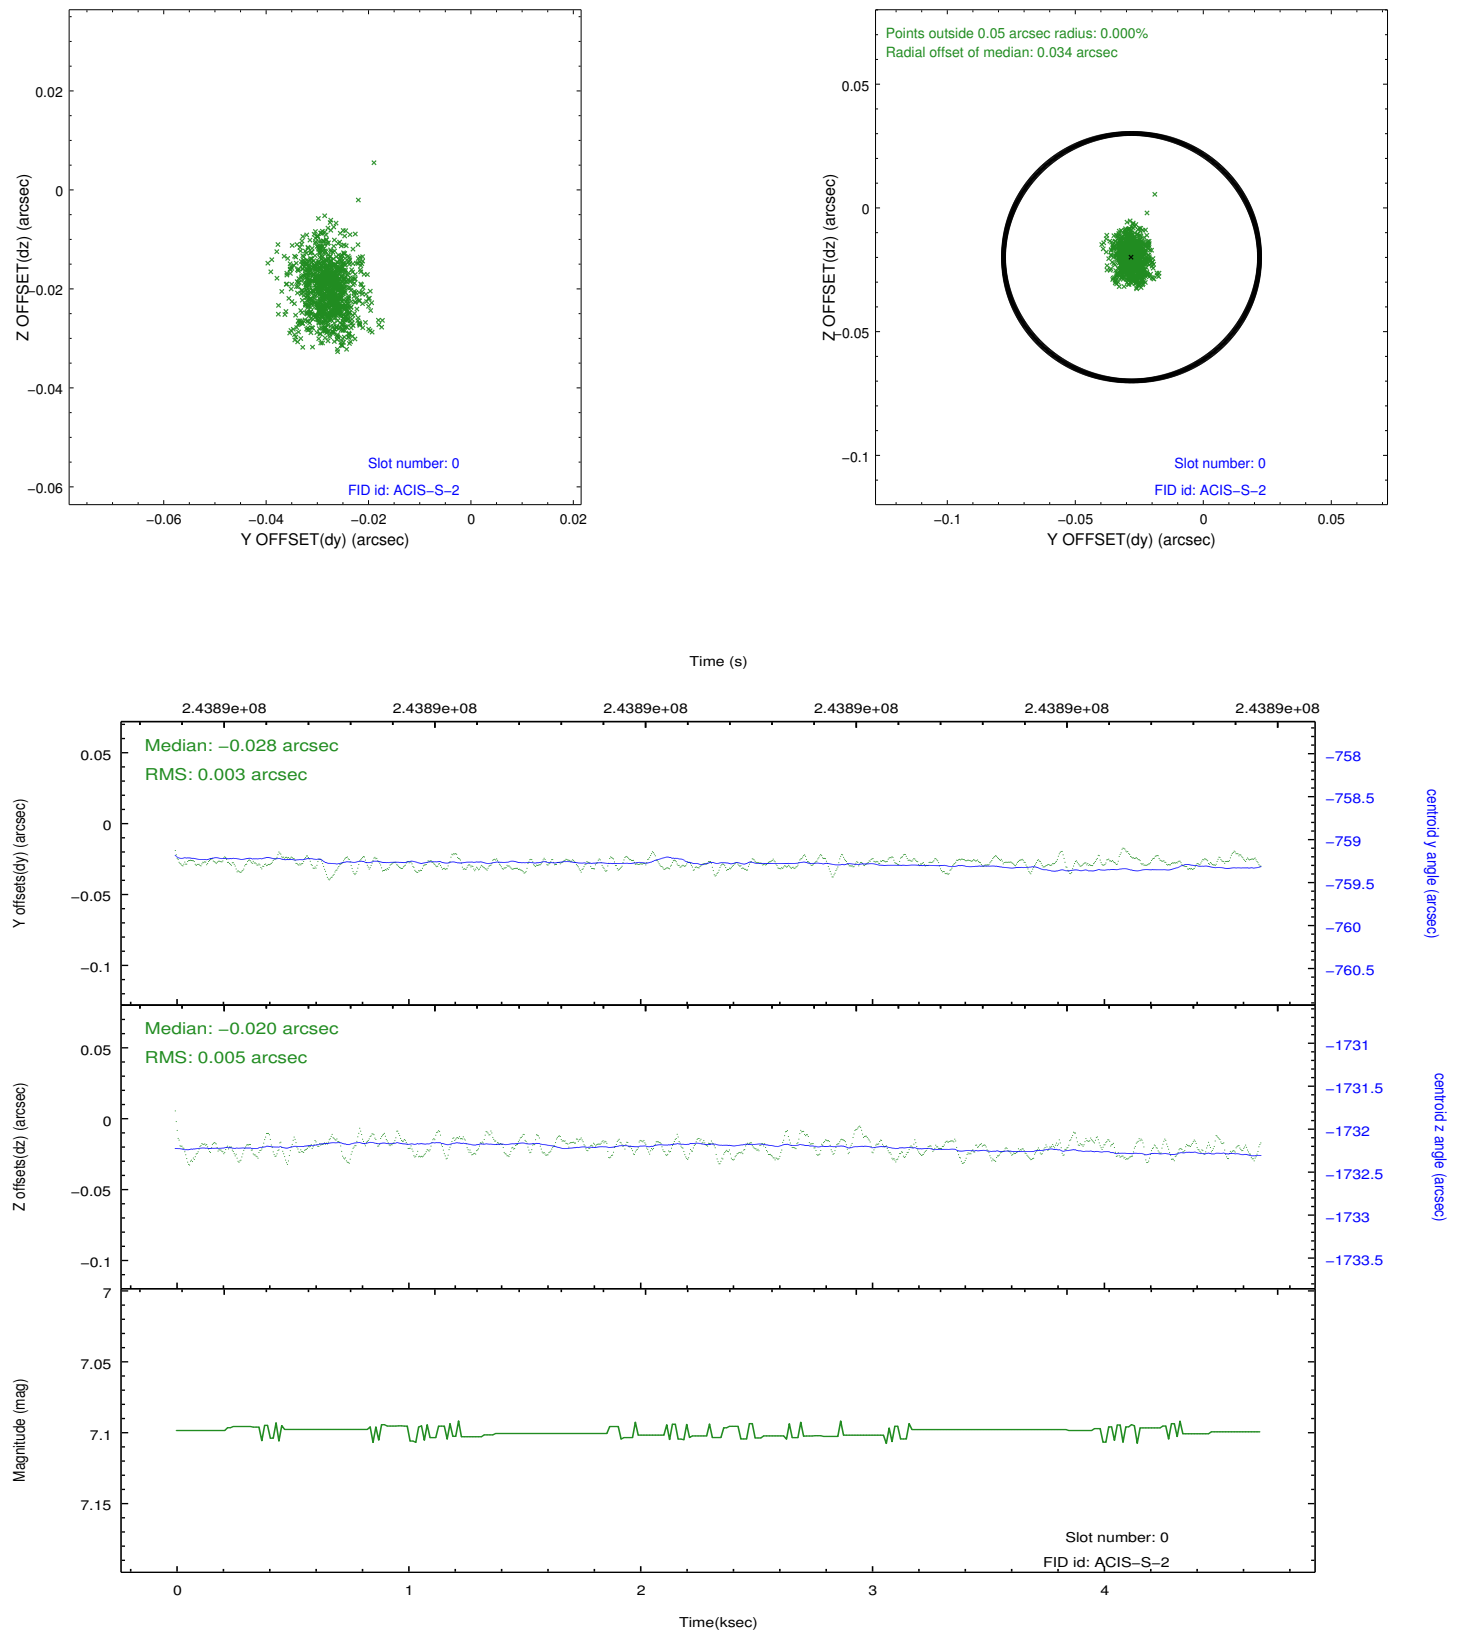 0.02
0
−0.02
−0.04
−0.06
Z OFFSET(dz) (arcsec)
Slot number: 0
FID id: ACIS−S−2
−0.06
−0.04
−0.02
0
0.02
Y OFFSET(dy) (arcsec)
Points outside 0.05 arcsec radius: 0.000%
Radial offset of median: 0.034 arcsec
0.05
0
−0.05
−0.1
Z OFFSET(dz) (arcsec)
Slot number: 0
FID id: ACIS−S−2
−0.1
−0.05
0
0.05
Y OFFSET(dy) (arcsec)
Time (s)
2.4389e+08
2.4389e+08
2.4389e+08
2.4389e+08
2.4389e+08
2.4389e+08
Median: −0.028 arcsec
RMS: 0.003 arcsec
0.05
0
−0.05
−0.1
Y offsets(dy) (arcsec)
−758
−758.5
−759
−759.5
−760
−760.5
centroid y angle (arcsec)
Median: −0.020 arcsec
RMS: 0.005 arcsec
0.05
0
−0.05
−0.1
Z offsets(dz) (arcsec)
−1731
−1731.5
−1732
−1732.5
−1733
−1733.5
centroid z angle (arcsec)
7
7.05
7.1
7.15
Magnitude (mag)
Slot number: 0
FID id: ACIS−S−2
0
1
2
3
4
Time(ksec)